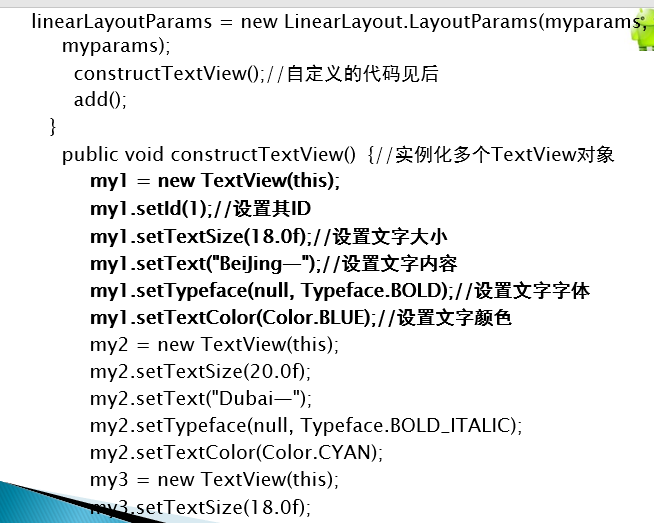 linearLayoutParams = new LinearLayout.LayoutParams(myparams,
myparams);
constructTextView();//自定义的代码见后
add();
}
public void constructTextView() {//实例化多个TextView对象
my1 = new TextView(this);
my1.setId(1);//设置其ID
my1.setTextSize(18.0f);//设置文字大小
my1.setText("BeiJing—");//设置文字内容
my1.setTypeface(null, Typeface.BOLD);//设置文字字体
my1.setTextColor(Color.BLUE);//设置文字颜色
my2 = new TextView(this);
my2.setTextSize(20.0f);
my2.setText("Dubai—");
my2.setTypeface(null, Typeface.BOLD_ITALIC);
my2.setTextColor(Color.CYAN);
my3 = new TextView(this);
my3.setTextSize(18.0f);